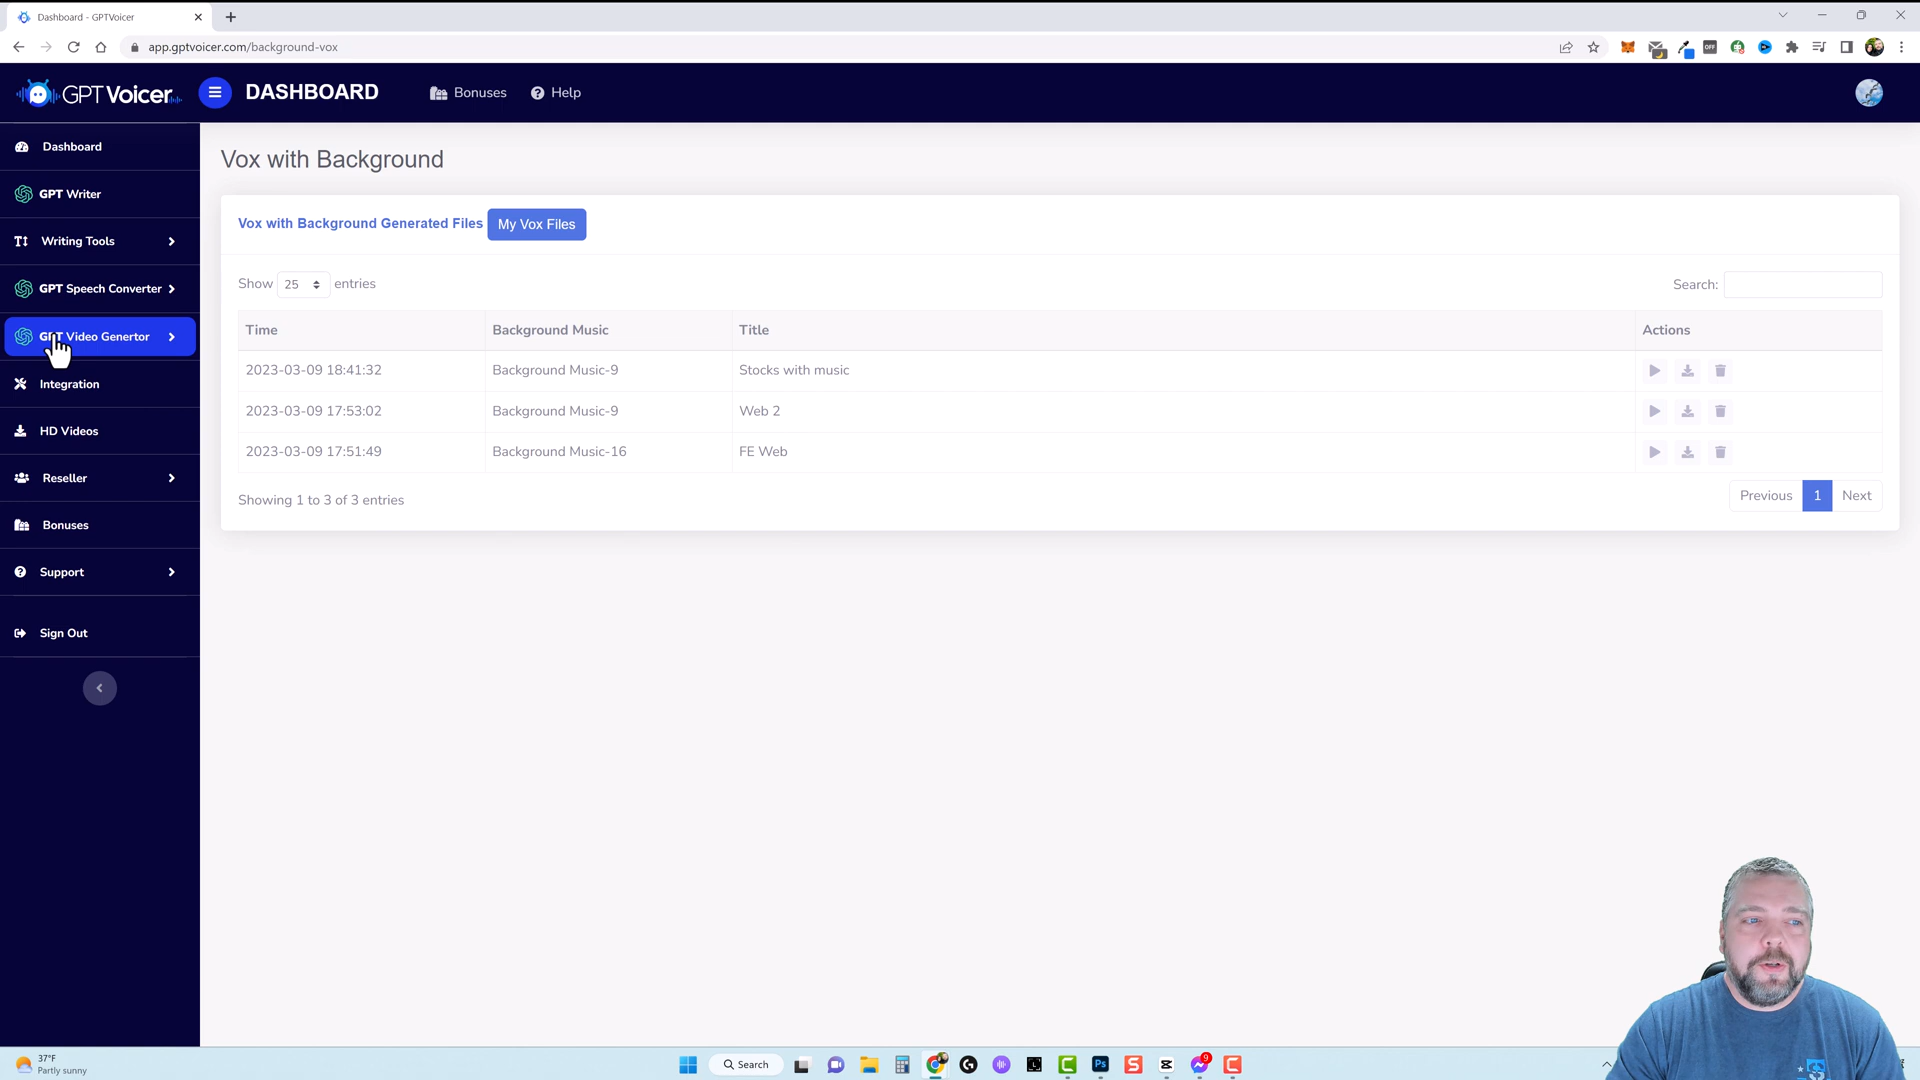 Dashboard - GPTVoicer
app.gptvoicer.com/background-vox
OFF
GPTVoicer
DASHBOARD
Bonuses
Help
Dashboard
GPT Writer
Writing Tools
GPT Speech Converter
GPT Video Genertor
Integration
HD Videos
Reseller
Bonuses
Support
Sign Out
Vox with Background
Vox with Background Generated Files
My Vox Files
Show 25 entries
Search:
Time Background Music Title Actions
2023-03-09 18:41:32 Background Music-9 Stocks with music
2023-03-09 17:53:02 Background Music-9 Web 2
2023-03-09 17:51:49 Background Music-16 FE Web
Showing 1 to 3 of 3 entries
Previous 1 Next
37°F
Partly sunny
Search
Ps
9